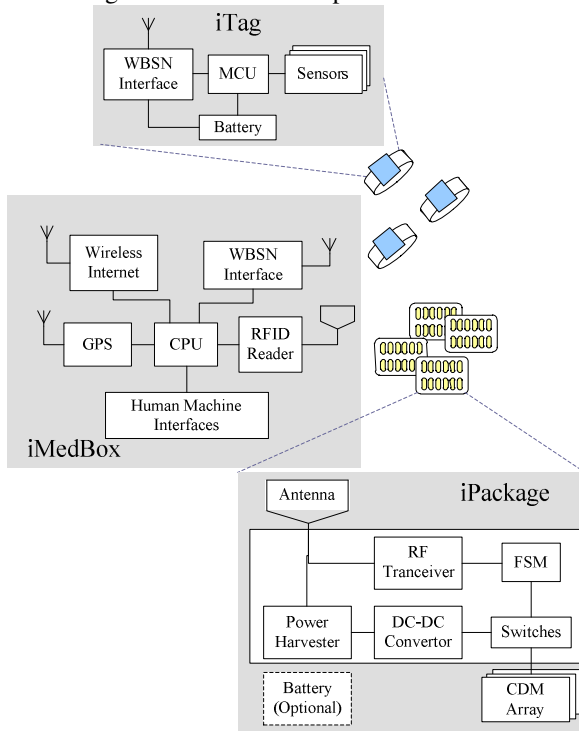 iTag
WBSN
Interface
MCU
Sensors
Battery
Wireless
Internet
WBSN
Interface
GPS
CPU
RFID
Reader
Human Machine
Interfaces
iMedBox
iPackage
Antenna
RF
Tranceiver
FSM
Power
Harvester
DC-DC
Convertor
Switches
Battery
(Optional)
CDM
Array